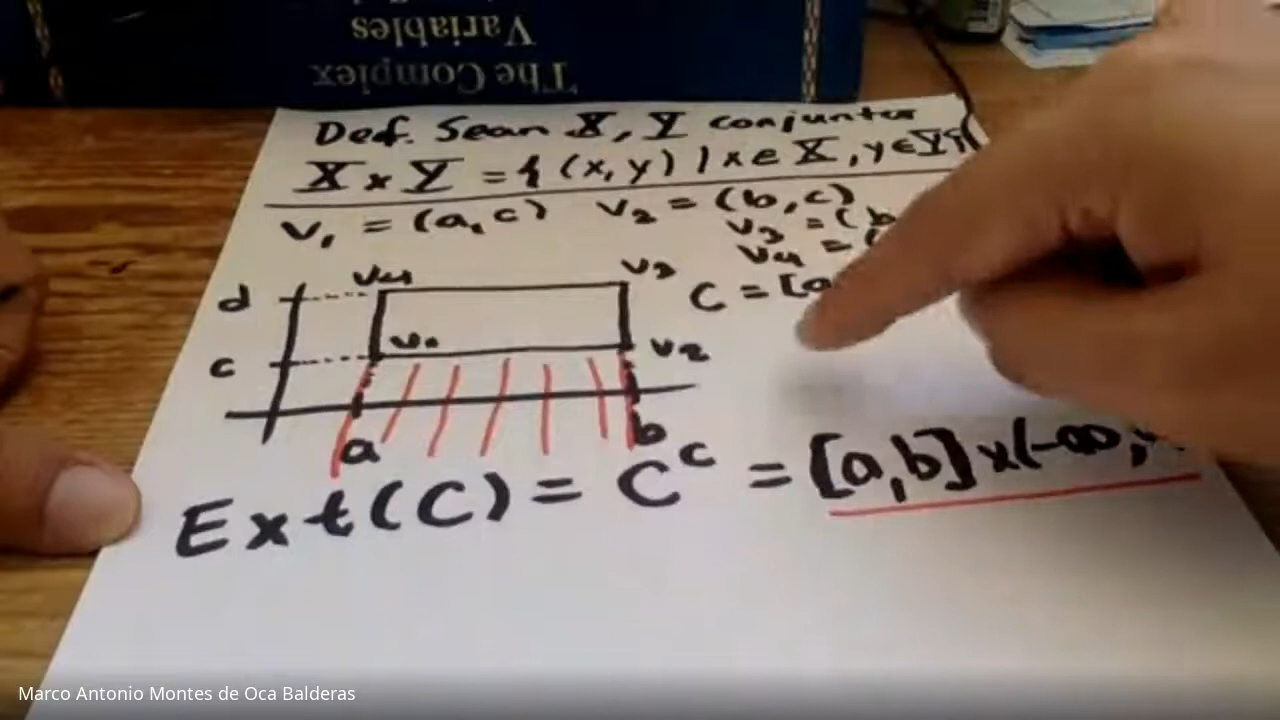 The Complex
Variables
Def. Sean X, Y conjuntos
X × Y = {(x, y) | x e X, y ∈ Y}
v₁ = (a, c) v₂ = (b, c)
v₃ = (b
v₄ = (
C = [a
d
v₄
v₃
c
v₁
v₂
a
b
Ext(C) = Cᶜ = [a,b] x (-∞,
Marco Antonio Montes de Oca Balderas